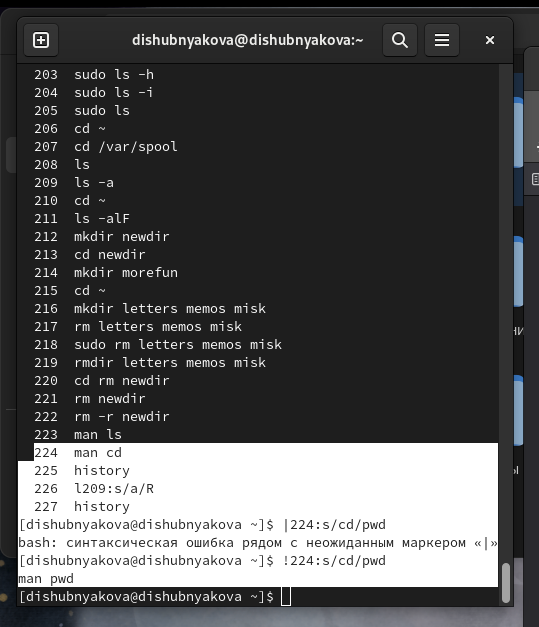 dishubnyakova@dishubnyakova:~
203 sudo ls -h
204 sudo ls -i
205 sudo ls
206 cd ~
207 cd /var/spool
208 ls
209 ls -a
210 cd ~
211 ls -alF
212 mkdir newdir
213 cd newdir
214 mkdir morefun
215 cd ~
216 mkdir letters memos misk
217 rm letters memos misk
218 sudo rm letters memos misk
219 rmdir letters memos misk
220 cd rm newdir
221 rm newdir
222 rm -r newdir
223 man ls
224 man cd
225 history
226 l209:s/a/R
227 history
[dishubnyakova@dishubnyakova ~]$ |224:s/cd/pwd
bash: синтаксическая ошибка рядом с неожиданным маркером «|»
[dishubnyakova@dishubnyakova ~]$ !224:s/cd/pwd
man pwd
[dishubnyakova@dishubnyakova ~]$